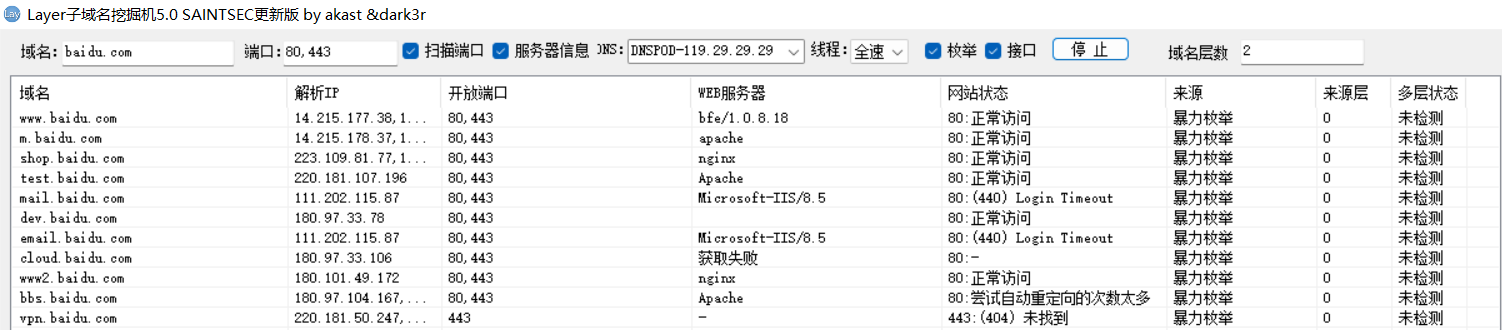 Lay Layer子域名挖掘机5.0 SAINTSEC更新版 by akast &dark3r
域名: baidu.com 端口: 80,443 扫描端口 服务器信息 DNS: DNSPOD-119.29.29.29 线程: 全速 枚举 接口 停 止 域名层数 2
域名 解析IP 开放端口 WEB服务器 网站状态 来源 来源层 多层状态
www.baidu.com 14.215.177.38,1... 80,443 bfe/1.0.8.18 80:正常访问 暴力枚举 0 未检测
m.baidu.com 14.215.178.37,1... 80,443 apache 80:正常访问 暴力枚举 0 未检测
shop.baidu.com 223.109.81.77,1... 80,443 nginx 80:正常访问 暴力枚举 0 未检测
test.baidu.com 220.181.107.196 80,443 Apache 80:正常访问 暴力枚举 0 未检测
mail.baidu.com 111.202.115.87 80,443 Microsoft-IIS/8.5 80:(440) Login Timeout 暴力枚举 0 未检测
dev.baidu.com 180.97.33.78 80,443 80:正常访问 暴力枚举 0 未检测
email.baidu.com 111.202.115.87 80,443 Microsoft-IIS/8.5 80:(440) Login Timeout 暴力枚举 0 未检测
cloud.baidu.com 180.97.33.106 80,443 获取失败 80:- 暴力枚举 0 未检测
www2.baidu.com 180.101.49.172 80,443 nginx 80:正常访问 暴力枚举 0 未检测
bbs.baidu.com 180.97.104.167,... 80,443 Apache 80:尝试自动重定向的次数太多 暴力枚举 0 未检测
vpn.baidu.com 220.181.50.247,... 443 - 443:(404) 未找到 暴力枚举 0 未检测